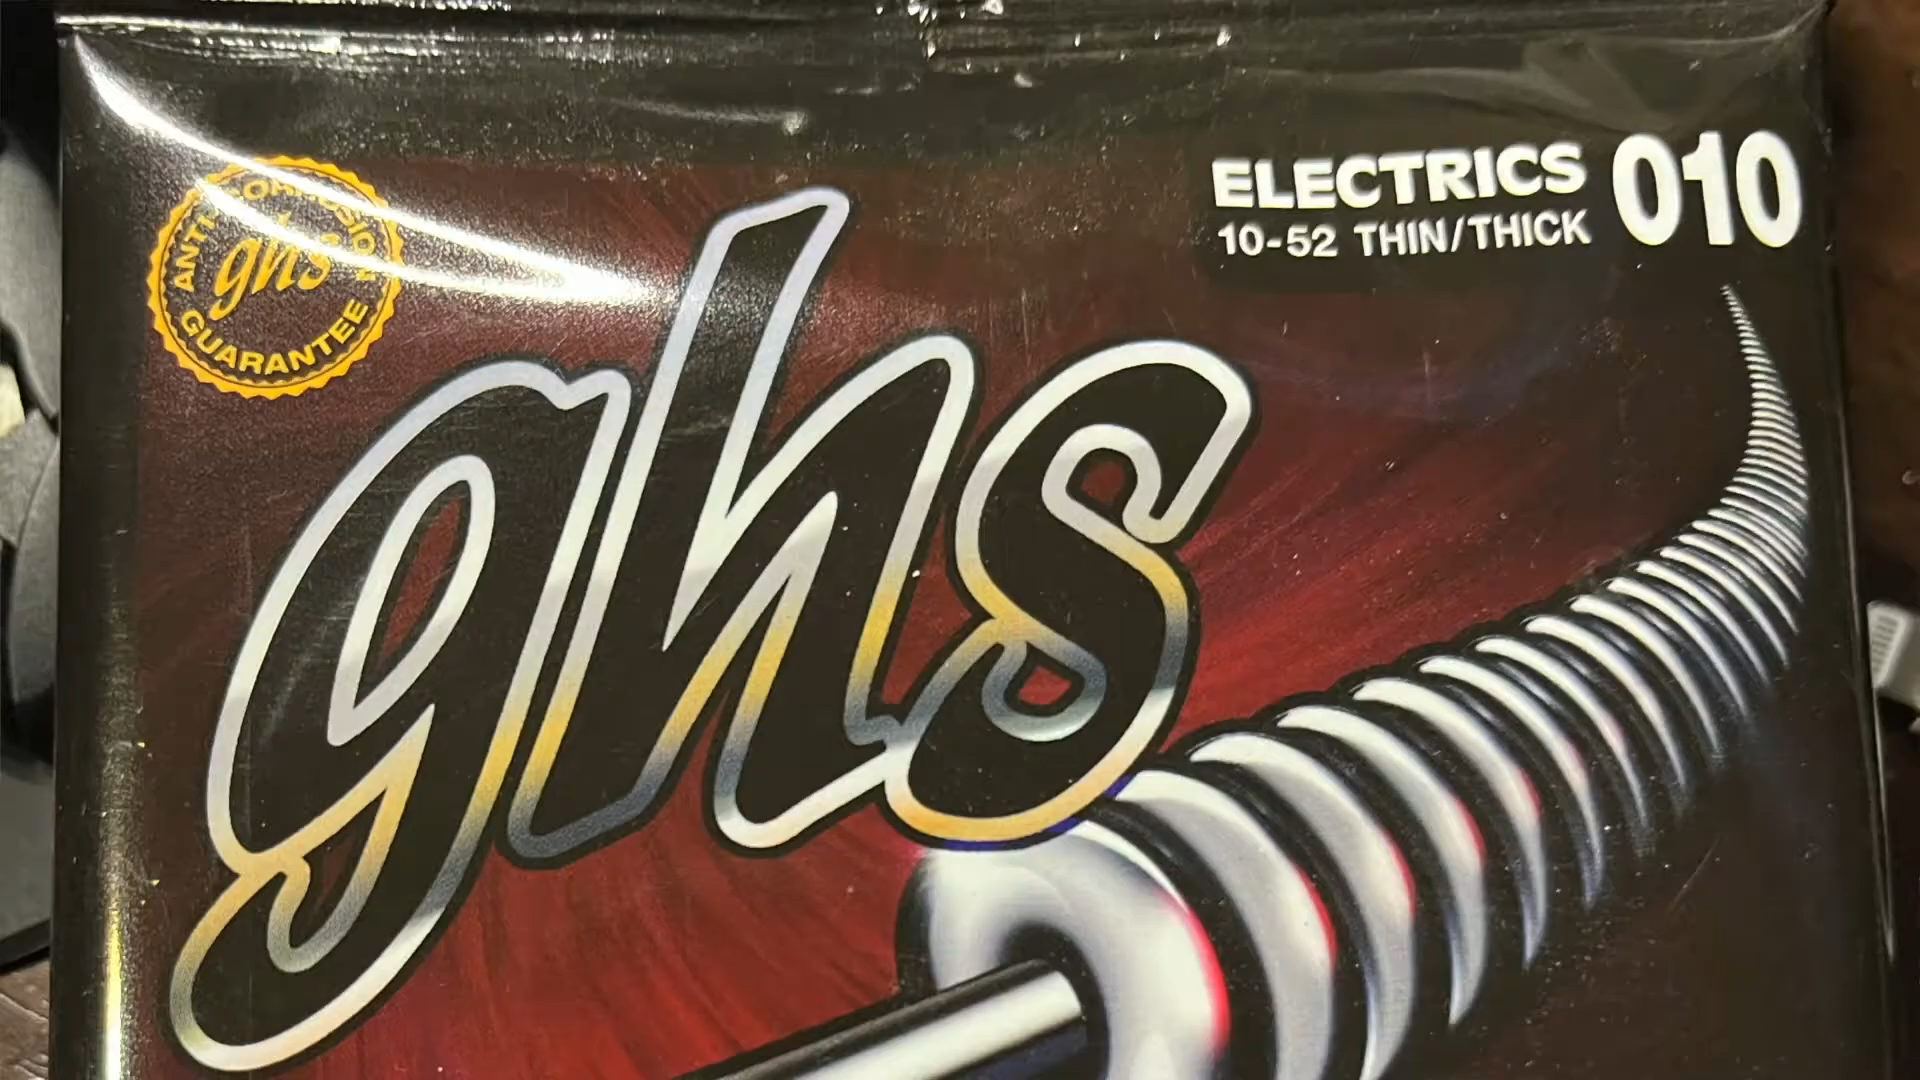 ANTI-CORROSION
ghs
GUARANTEE
ELECTRICS 010
10-52 THIN/THICK
ghs